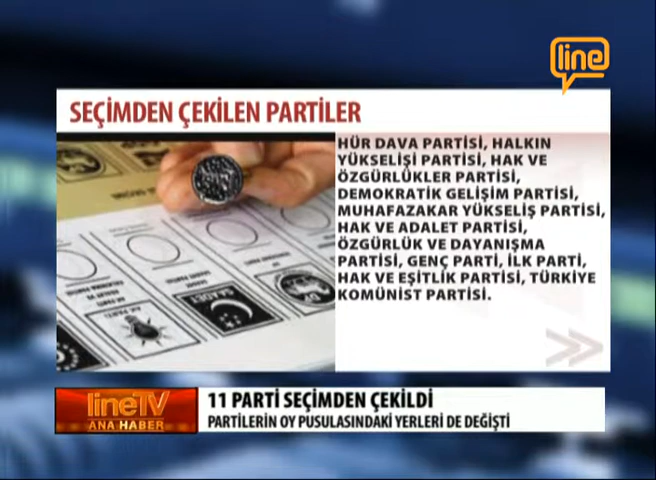 line
SEÇİMDEN ÇEKİLEN PARTİLER
HÜR DAVA PARTİSİ, HALKIN
YÜKSELİŞİ PARTİSİ, HAK VE
ÖZGÜRLÜKLER PARTİSİ,
DEMOKRATİK GELİŞİM PARTİSİ,
MUHAFAZAKAR YÜKSELİŞ PARTİSİ,
HAK VE ADALET PARTİSİ,
ÖZGÜRLÜK VE DAYANIŞMA
PARTİSİ, GENÇ PARTİ, İLK PARTİ,
HAK VE EŞİTLİK PARTİSİ, TÜRKİYE
KOMÜNİST PARTİSİ.
SAADET
AK PARTİ
lineTV
ANA HABER
11 PARTİ SEÇİMDEN ÇEKİLDİ
PARTİLERİN OY PUSULASINDAKİ YERLERİ DE DEĞİŞTİ